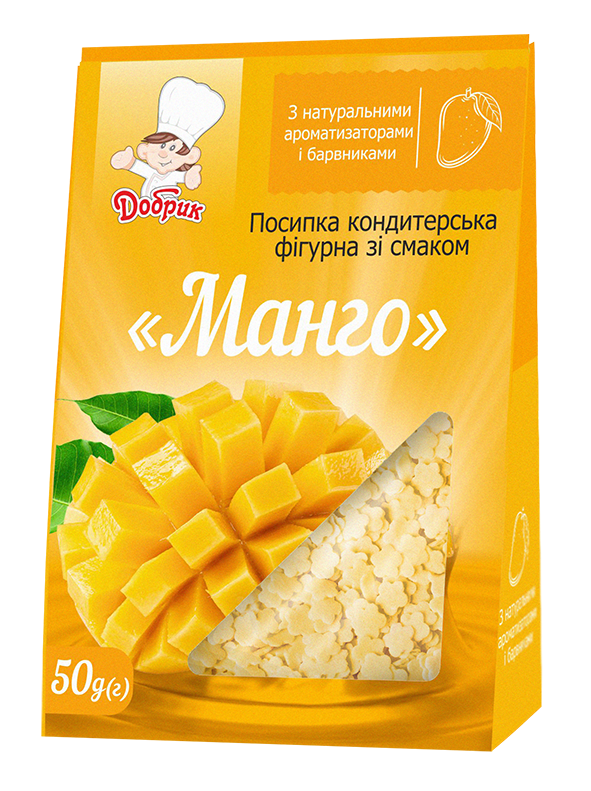 З натуральними
ароматизаторами
і барвниками
Добрик
Посипка кондитерська
фігурна зі смаком
«Манго»
50g(г)
З натуральними
ароматизаторами
і барвниками